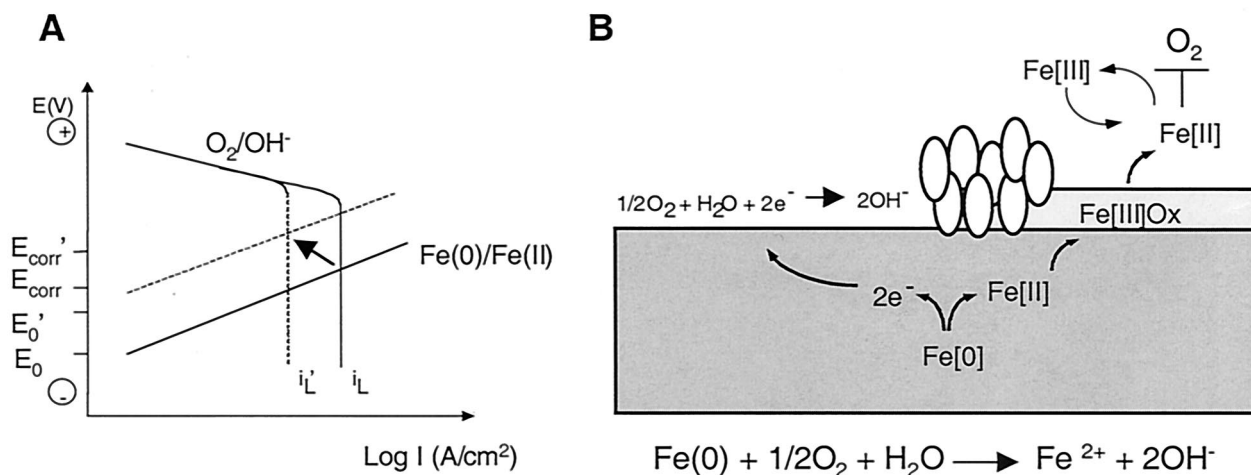 A
E(V)
+
O₂/OH⁻
Fe(0)/Fe(II)
Ecorr'
Ecorr
E₀'
E₀
-
iL'
iL
Log I (A/cm²)
B
O₂
Fe[III]
Fe[II]
1/2O₂ + H₂O + 2e⁻ → 2OH⁻
Fe[III]Ox
2e⁻
Fe[II]
Fe[0]
Fe(0) + 1/2O₂ + H₂O → Fe ²⁺ + 2OH⁻